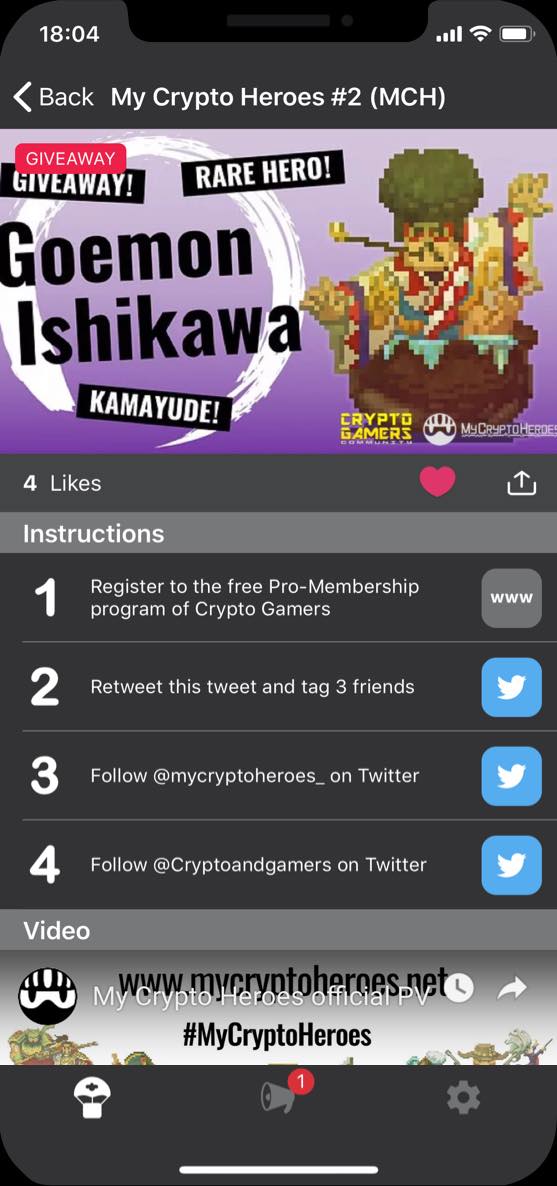 18:04
Back
My Crypto Heroes #2 (MCH)
GIVEAWAY
GIVEAWAY!
RARE HERO!
Goemon
Ishikawa
KAMAYUDE!
CRYPTO
GAMERS
COMMUNITY
MYCRYPTOHEROES
4 Likes
Instructions
1
Register to the free Pro-Membership
program of Crypto Gamers
www
2
Retweet this tweet and tag 3 friends
3
Follow @mycryptoheroes_ on Twitter
4
Follow @Cryptoandgamers on Twitter
Video
www.mycryptoheroes.net
My Crypto Heroes official PV
#MyCryptoHeroes
1